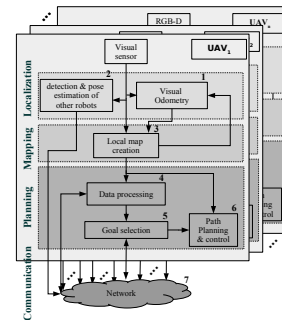 RGB-D
UAVₙ
Visual
sensor
UAV₁
2
2
1
detection & pose
estimation of
other robots
Visual
Odometry
Localization
3
Local map
creation
Mapping
4
Data processing
5
Goal selection
6
Path
Planning
& control
Planning
Communication
7
Network